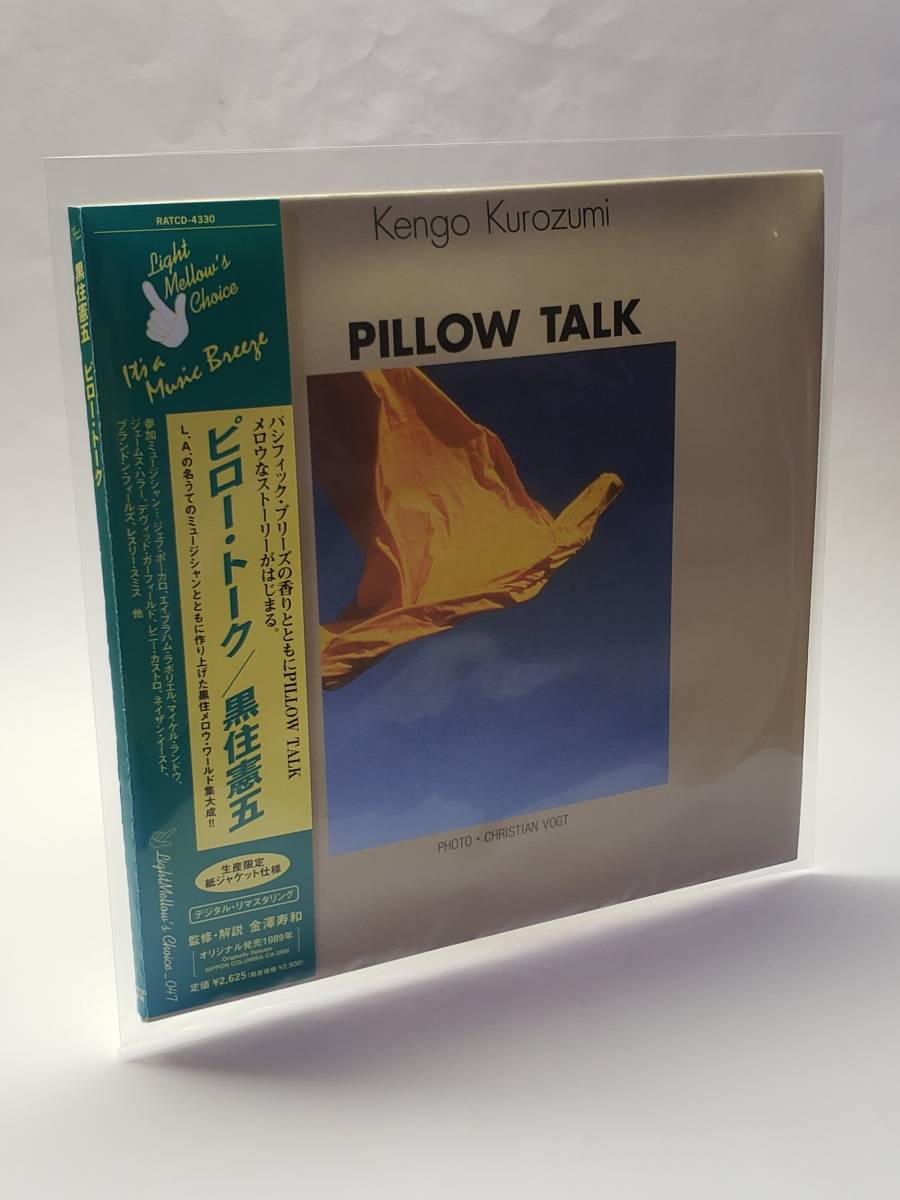 RATCD-4330
Light
Mellow's
Choice
It's a
Music Breeze
黒住憲五 ピロー・トーク
パシフィック・ブリーズの香りとともにPILLOW TALK
メロウなストーリーがはじまる。
ピロー・トーク/黒住憲五
L.A.の名うてのミュージシャンとともに作り上げた黒住メロウ・ワールド集大成!!
参加ミュージシャン…ジェフ・ポーカロ、エイブラハム・ラボリエル、マイケル・ランドウ、
ジェームス・ハラー、デヴィッド・ガーフィールド、レニー・カストロ、ネイザン・イースト、
ブランドン・フィールズ、レスリー・スミス 他
生産限定
紙ジャケット仕様
デジタル・リマスタリング
監修・解説 金澤寿和
オリジナル発売1989年
Originally Release
NIPPON COLUMBIA CA-3589
定価 ¥2,625(税抜価格 ¥2,500)
LightMellow's Choice_047
Kengo Kurozumi
PILLOW TALK
PHOTO・CHRISTIAN VOGT